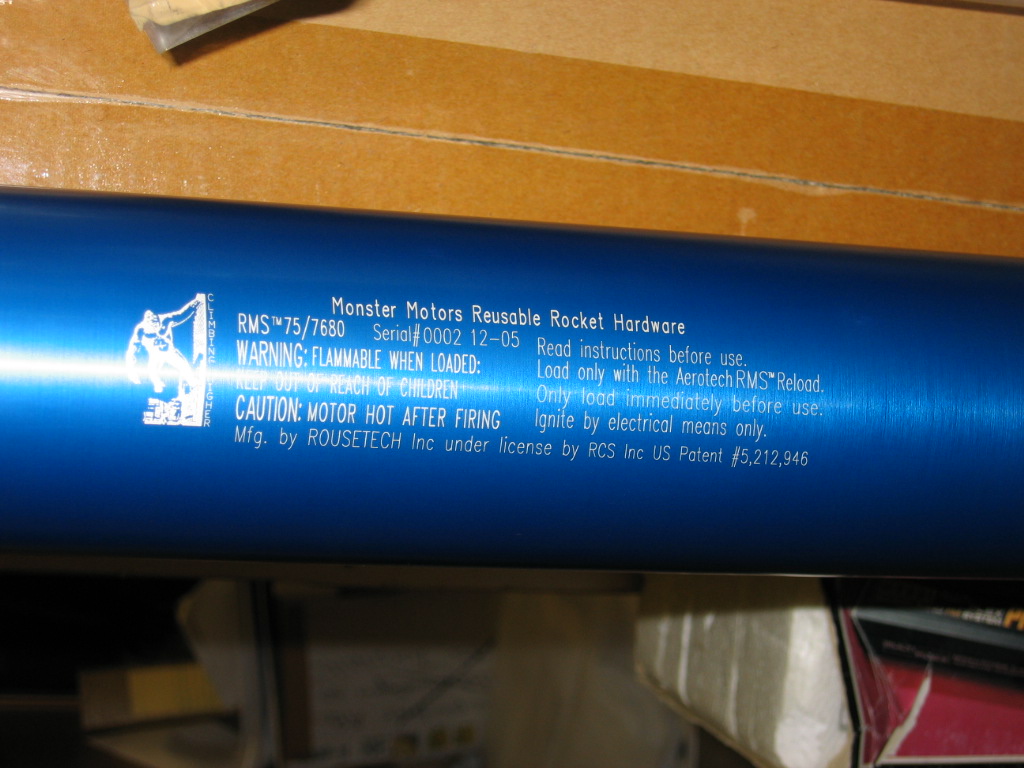 Monster Motors Reusable Rocket Hardware
RMS™75/7680 Serial#0002 12-05
WARNING: FLAMMABLE WHEN LOADED:
KEEP OUT OF REACH OF CHILDREN
CAUTION: MOTOR HOT AFTER FIRING
Read instructions before use.
Load only with the Aerotech RMS™ Reload.
Only load immediately before use.
Ignite by electrical means only.
Mfg. by ROUSETECH Inc under license by RCS Inc US Patent #5,212,946
CLIMBING HIGHER